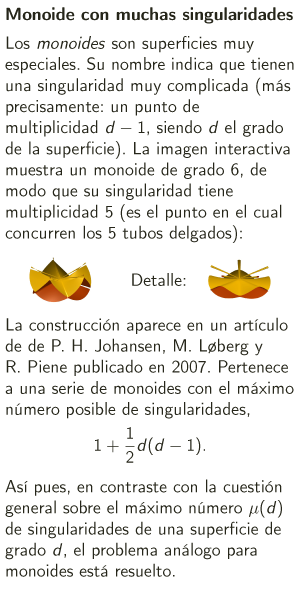 Monoide con muchas singularidades
Los monoides son superficies muy
especiales. Su nombre indica que tienen
una singularidad muy complicada (más
precisamente: un punto de
multiplicidad d − 1, siendo d el grado
de la superficie). La imagen interactiva
muestra un monoide de grado 6, de
modo que su singularidad tiene
multiplicidad 5 (es el punto en el cual
concurren los 5 tubos delgados):
Detalle:
La construcción aparece en un artículo
de de P. H. Johansen, M. Løberg y
R. Piene publicado en 2007. Pertenece
a una serie de monoides con el máximo
número posible de singularidades,
1 + 1/2 d(d − 1).
Así pues, en contraste con la cuestión
general sobre el máximo número μ(d)
de singularidades de una superficie de
grado d, el problema análogo para
monoides está resuelto.